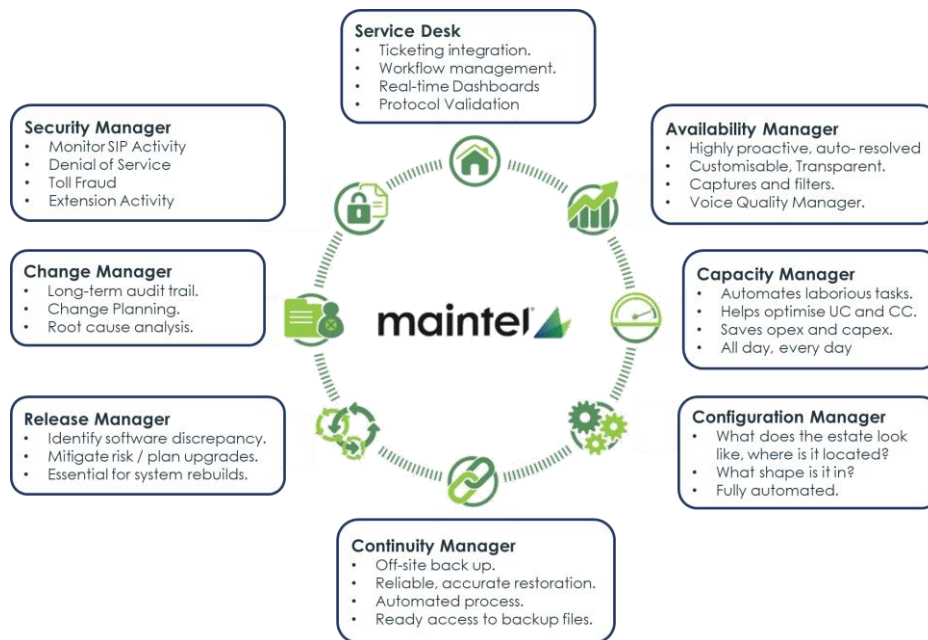 Service Desk
• Ticketing integration.
• Workflow management.
• Real-time Dashboards
• Protocol Validation
Security Manager
• Monitor SIP Activity
• Denial of Service
• Toll Fraud
• Extension Activity
Availability Manager
• Highly proactive, auto- resolved
• Customisable, Transparent.
• Captures and filters.
• Voice Quality Manager.
Change Manager
• Long-term audit trail.
• Change Planning.
• Root cause analysis.
maintel
Capacity Manager
• Automates laborious tasks.
• Helps optimise UC and CC.
• Saves opex and capex.
• All day, every day
Release Manager
• Identify software discrepancy.
• Mitigate risk / plan upgrades.
• Essential for system rebuilds.
Configuration Manager
• What does the estate look
like, where is it located?
• What shape is it in?
• Fully automated.
Continuity Manager
• Off-site back up.
• Reliable, accurate restoration.
• Automated process.
• Ready access to backup files.